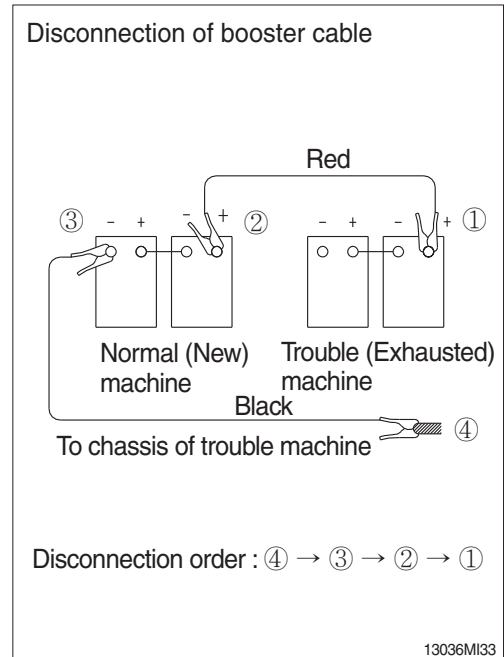 Disconnection of booster cable
Red
③ - + - + ② - + - + ①
Normal (New)
machine
Trouble (Exhausted)
machine
Black
To chassis of trouble machine ④
Disconnection order : ④ → ③ → ② → ①
13036MI33